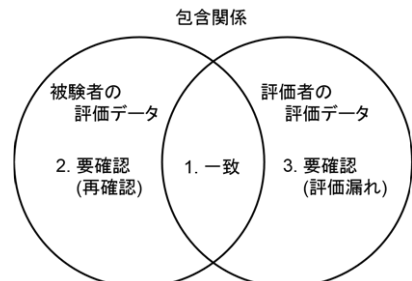 包含関係
被験者の
評価データ
評価者の
評価データ
2. 要確認
(再確認)
1. 一致
3. 要確認
(評価漏れ)